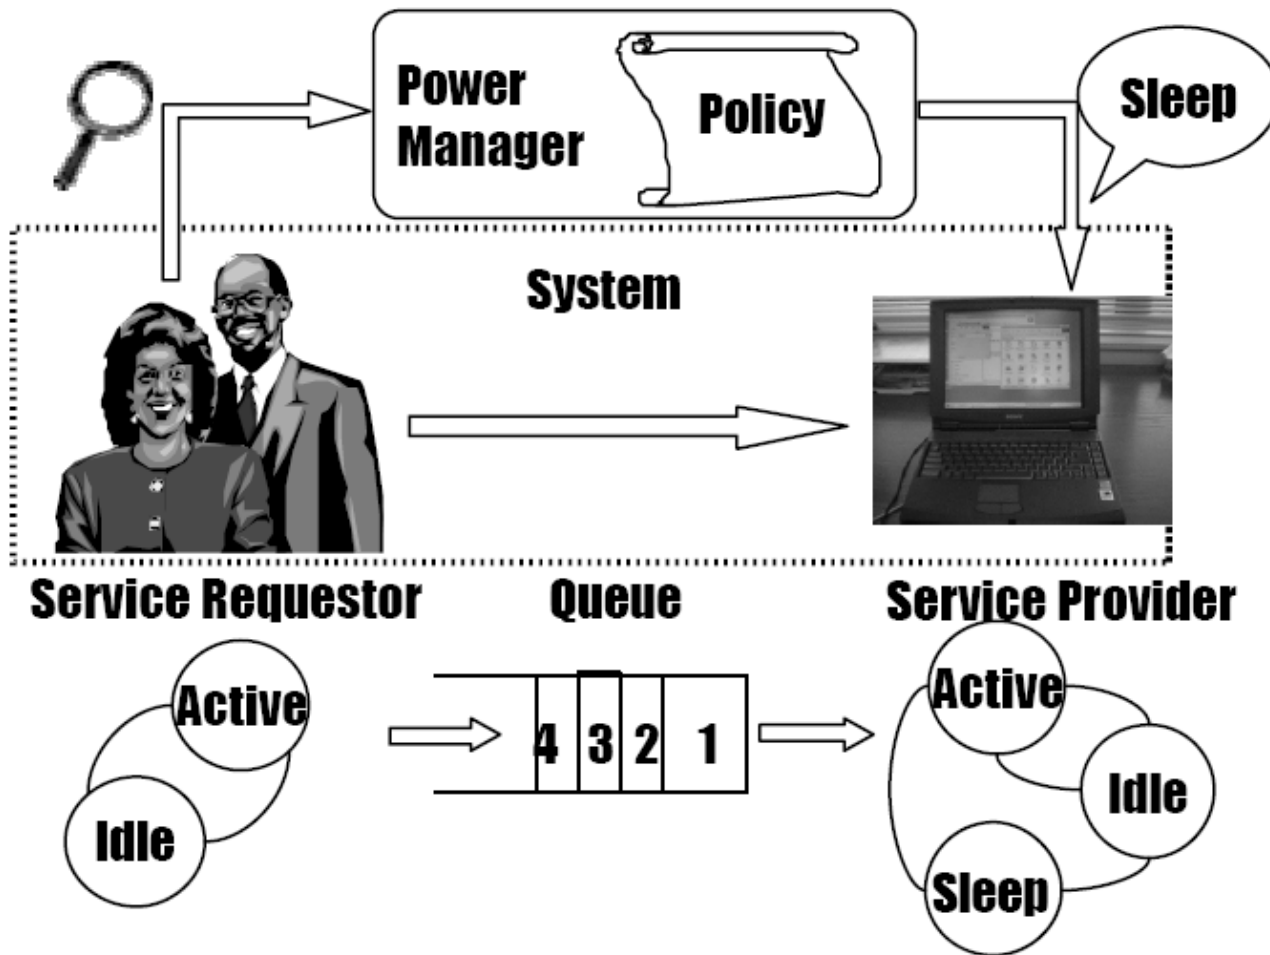 Power
Manager
Policy
Sleep
System
Service Requestor
Queue
Service Provider
Active
Idle
4 3 2 1
Active
Idle
Sleep